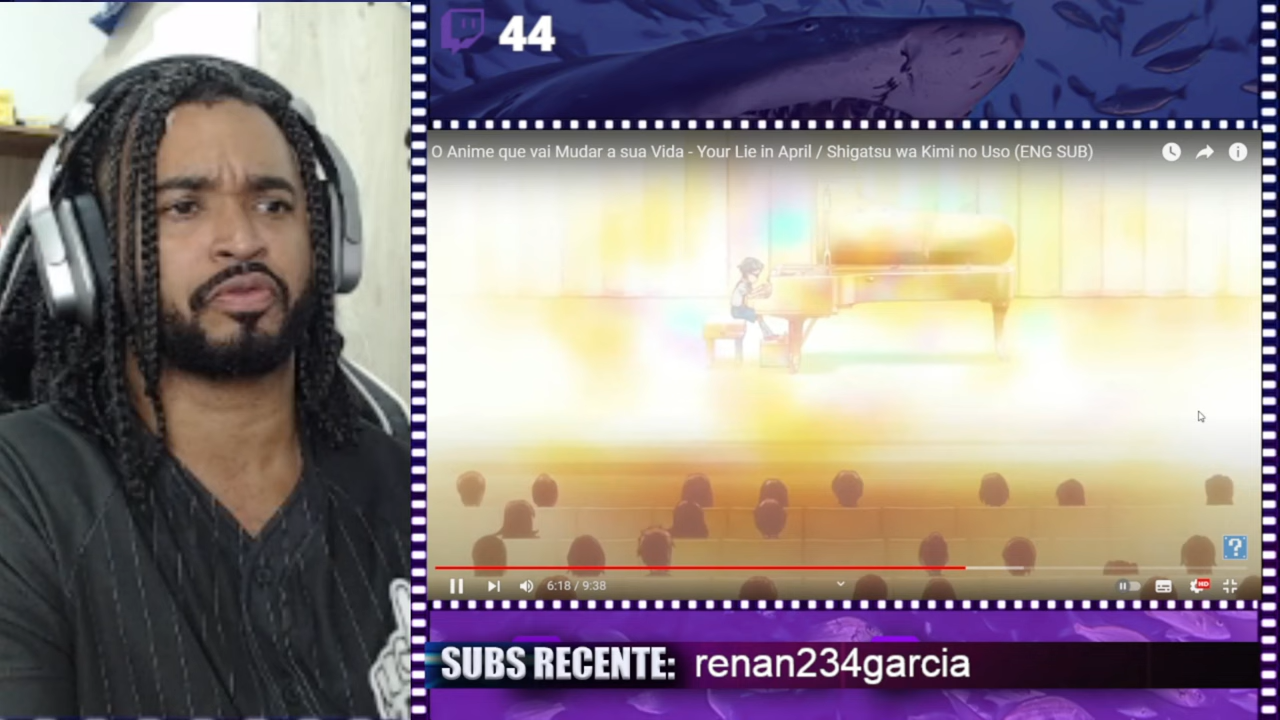 44
O Anime que vai Mudar a sua Vida - Your Lie in April / Shigatsu wa Kimi no Uso (ENG SUB)
?
6:18 / 9:38
HD
SUBS RECENTE: renan234garcia